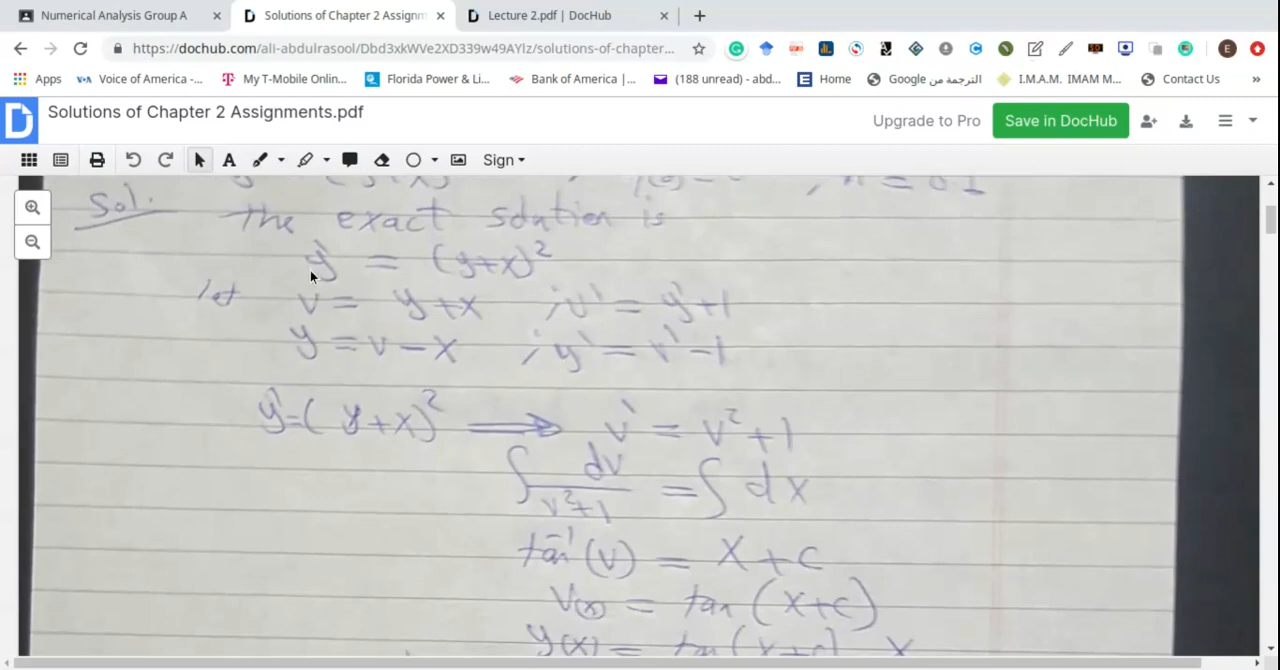 Numerical Analysis Group A
Solutions of Chapter 2 Assignm
Lecture 2.pdf | DocHub
https://dochub.com/ali-abdulrasool/Dbd3xkWVe2XD339w49AYlz/solutions-of-chapter...
E
Apps
Voice of America -...
My T-Mobile Onlin...
Florida Power & Li...
Bank of America |...
(188 unread) - abd...
Home
الترجمة من Google
I.M.A.M. IMAM M...
Contact Us
»
Solutions of Chapter 2 Assignments.pdf
Upgrade to Pro
Save in DocHub
A
Sign
Sol. The exact solution is
y' = (y+x)²
let v = y+x ; v' = y'+1
y = v-x ; y' = v'-1
y' = (y+x)² ⟹ v' = v²+1
∫ dv/(v²+1) = ∫ dx
tan⁻¹(v) = x+c
v(x) = tan(x+c)
y(x) = tan(x+c) - x